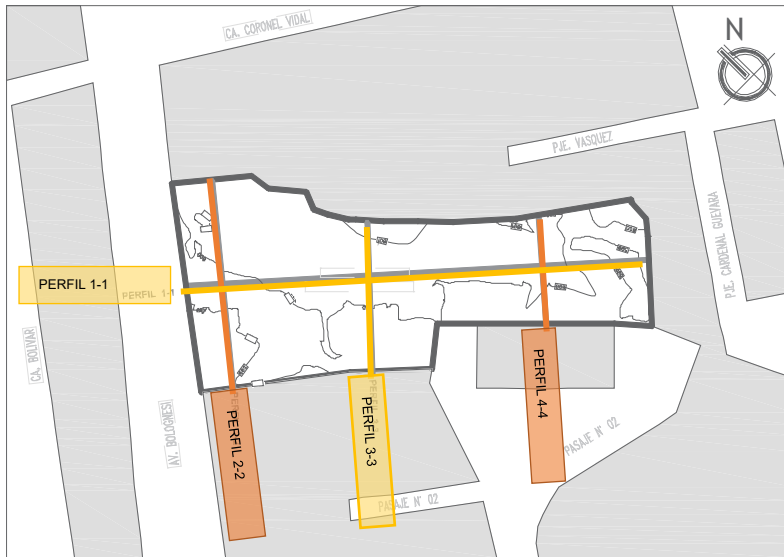 CA. CORONEL VIDAL
N
PJE. VASQUEZ
PJE. CARDENAL GUEVARA
PERFIL 1-1
PERFIL 1-1
CA. BOLIVAR
AV. BOLOGNESI
PERFIL 2-2
PERFIL 3-3
PERFIL 4-4
PASAJE N° 02
PASAJE N° 02